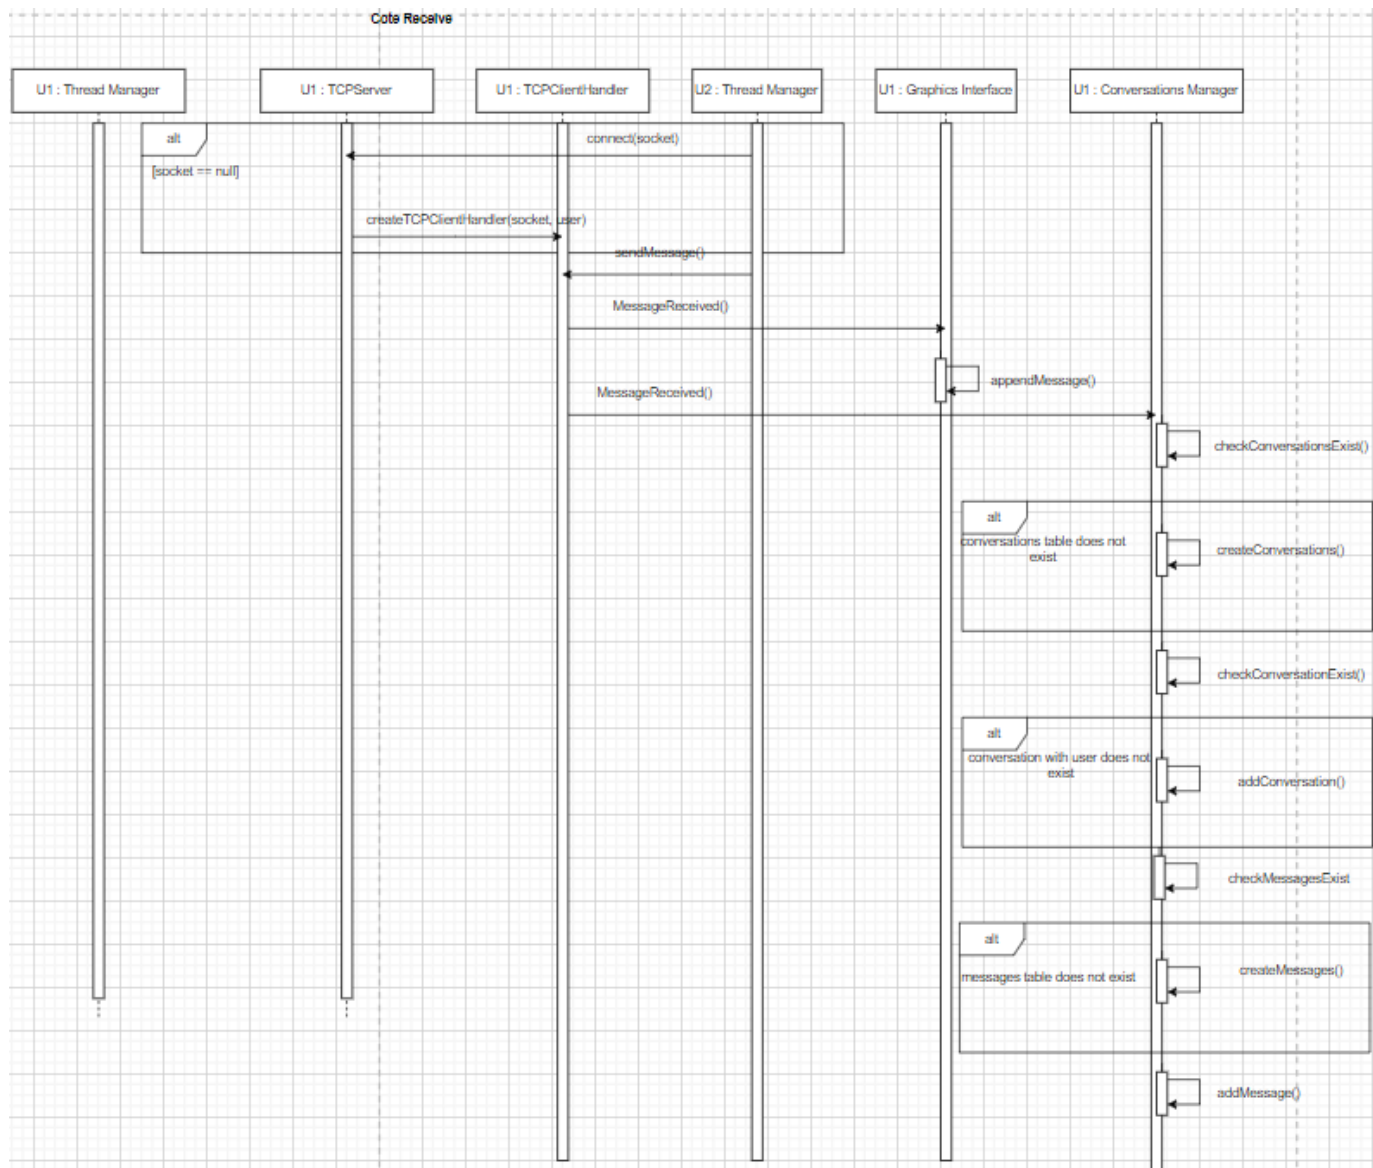 Cote Receive
U1 : Thread Manager
U1 : TCPServer
U1 : TCPClientHandler
U2 : Thread Manager
U1 : Graphics Interface
U1 : Conversations Manager
alt
connect(socket)
[socket == null]
createTCPClientHandler(socket, user)
sendMessage()
MessageReceived()
appendMessage()
MessageReceived()
checkConversationsExist()
alt
conversations table does not
exist
createConversations()
checkConversationExist()
alt
conversation with user does not
exist
addConversation()
checkMessagesExist
alt
messages table does not exist
createMessages()
addMessage()